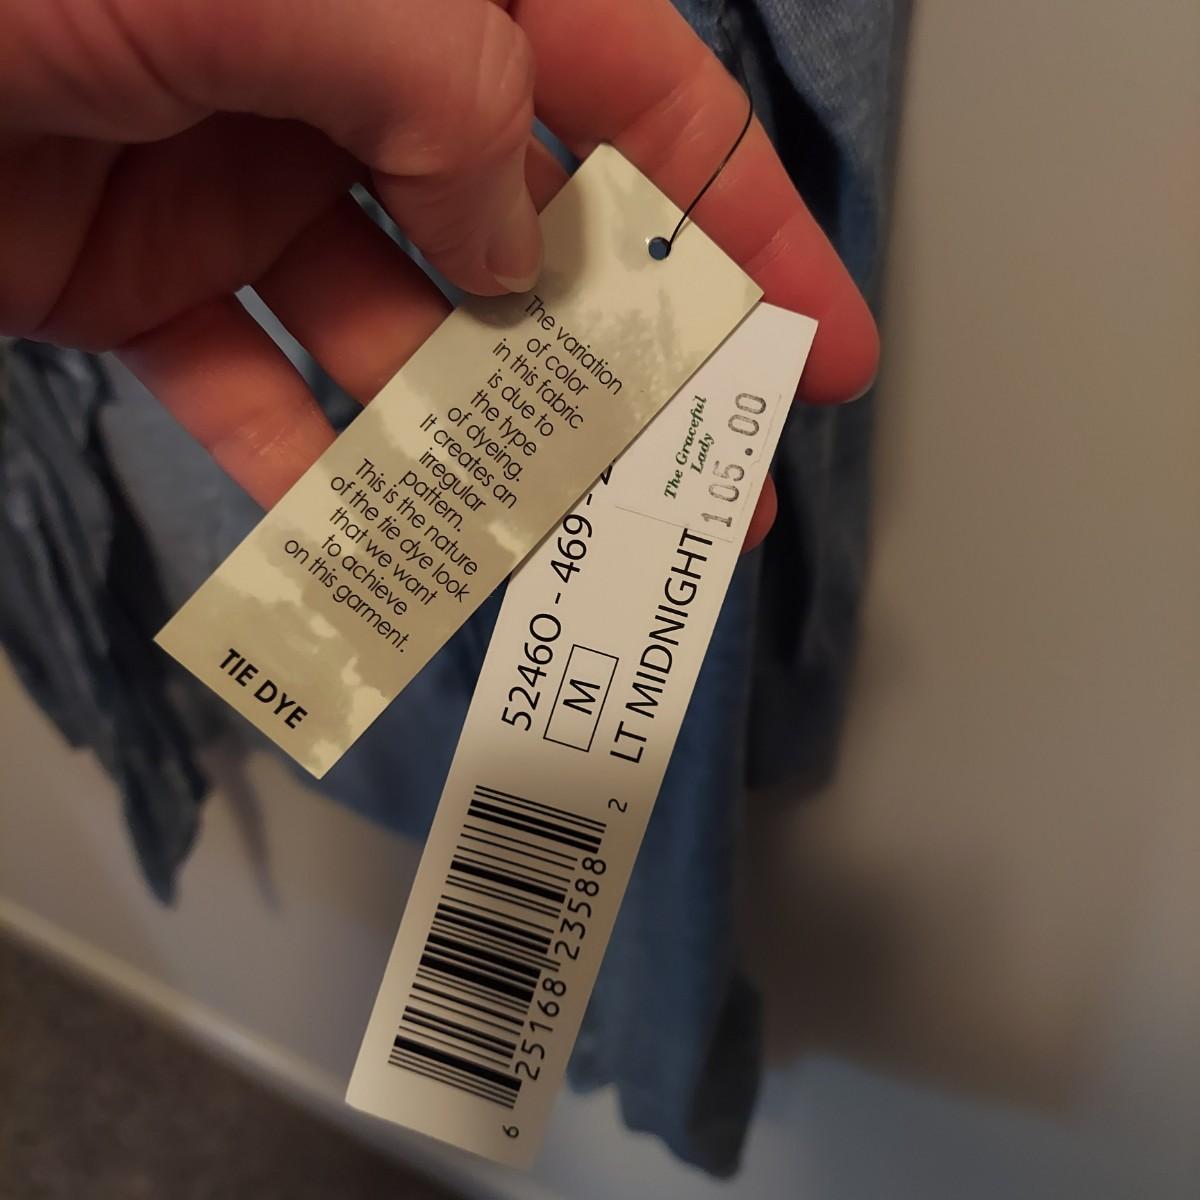 The variation
of color
in this fabric
is due to
the type
of dyeing.
It creates an
irregular
pattern.
This is the nature
of the tie dye look
that we want
to achieve
on this garment.
TIE DYE
The Graceful
Lady
105.00
5246O - 469 - 2
M
LT MIDNIGHT
6 25168 23588 2